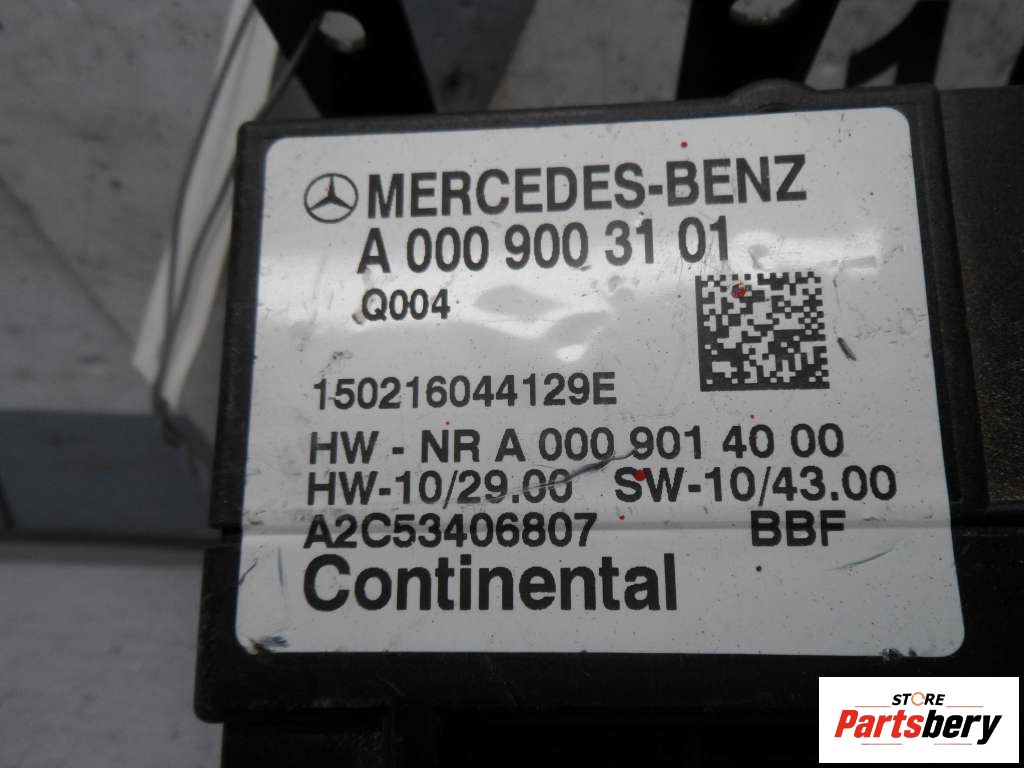 MERCEDES-BENZ
A 000 900 31 01
Q004
150216044129E
HW - NR A 000 901 40 00
HW-10/29.00 SW-10/43.00
A2C53406807 BBF
Continental
STORE
Partsbery